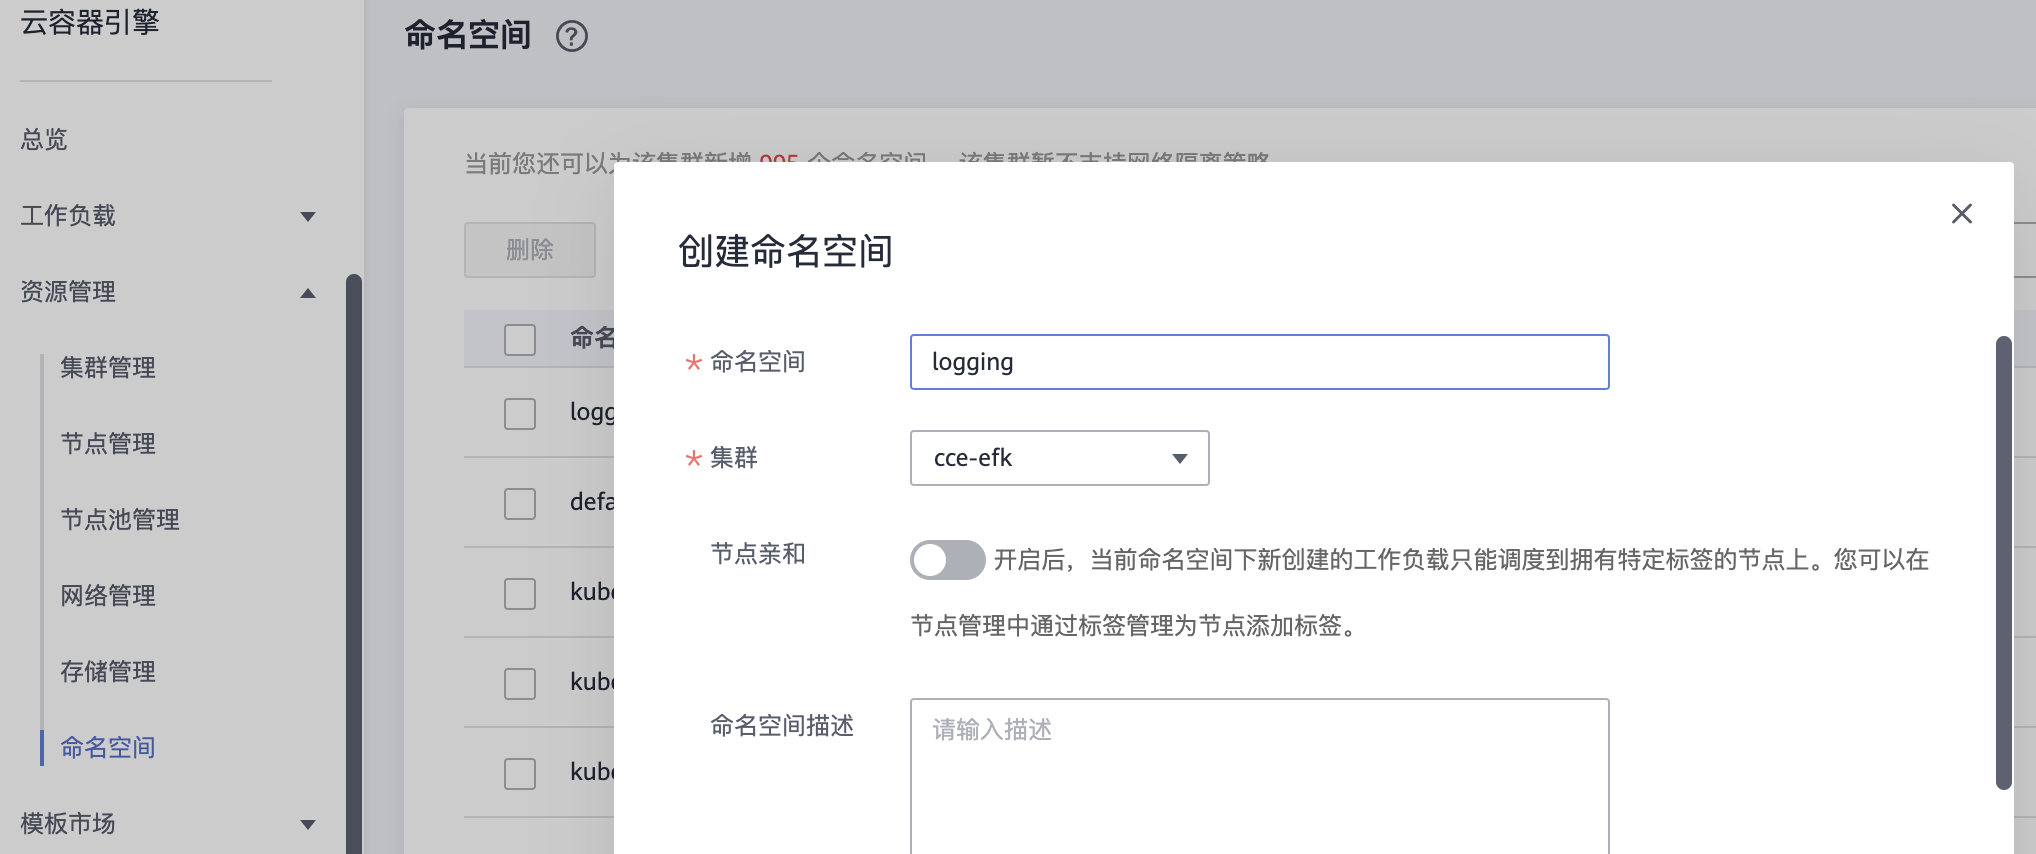 云容器引擎
总览
工作负载
资源管理
集群管理
节点管理
节点池管理
网络管理
存储管理
命名空间
模板市场
命名空间 ?
当前您还可以为该集群新增 995 个命名空间， 该集群暂不支持网络隔离策略
删除
命名
logg
defa
kube
kube
kube
创建命名空间
* 命名空间
logging
* 集群
cce-efk
节点亲和
开启后，当前命名空间下新创建的工作负载只能调度到拥有特定标签的节点上。您可以在
节点管理中通过标签管理为节点添加标签。
命名空间描述
请输入描述